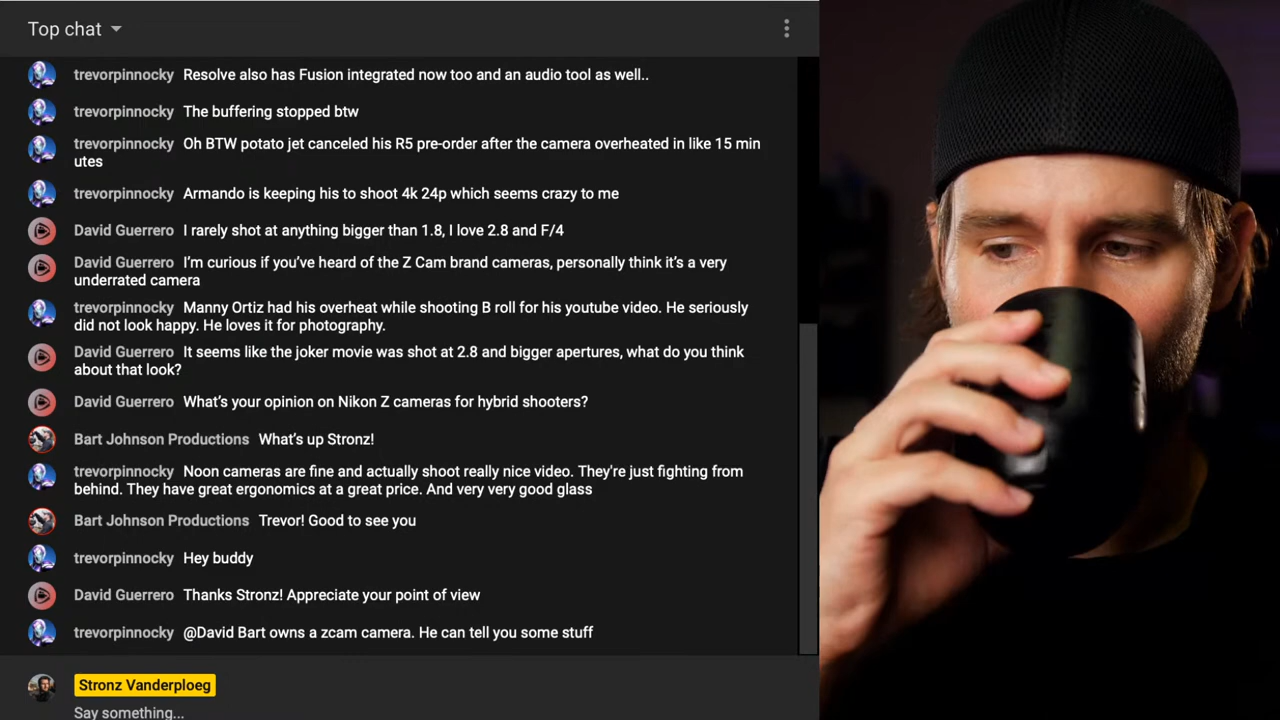 Top chat
trevorpinnocky Resolve also has Fusion integrated now too and an audio tool as well..
trevorpinnocky The buffering stopped btw
trevorpinnocky Oh BTW potato jet canceled his R5 pre-order after the camera overheated in like 15 min
utes
trevorpinnocky Armando is keeping his to shoot 4k 24p which seems crazy to me
David Guerrero I rarely shot at anything bigger than 1.8, I love 2.8 and F/4
David Guerrero I’m curious if you’ve heard of the Z Cam brand cameras, personally think it’s a very
underrated camera
trevorpinnocky Manny Ortiz had his overheat while shooting B roll for his youtube video. He seriously
did not look happy. He loves it for photography.
David Guerrero It seems like the joker movie was shot at 2.8 and bigger apertures, what do you think
about that look?
David Guerrero What’s your opinion on Nikon Z cameras for hybrid shooters?
Bart Johnson Productions What’s up Stronz!
trevorpinnocky Noon cameras are fine and actually shoot really nice video. They're just fighting from
behind. They have great ergonomics at a great price. And very very good glass
Bart Johnson Productions Trevor! Good to see you
trevorpinnocky Hey buddy
David Guerrero Thanks Stronz! Appreciate your point of view
trevorpinnocky @David Bart owns a zcam camera. He can tell you some stuff
Stronz Vanderploeg
Say something...